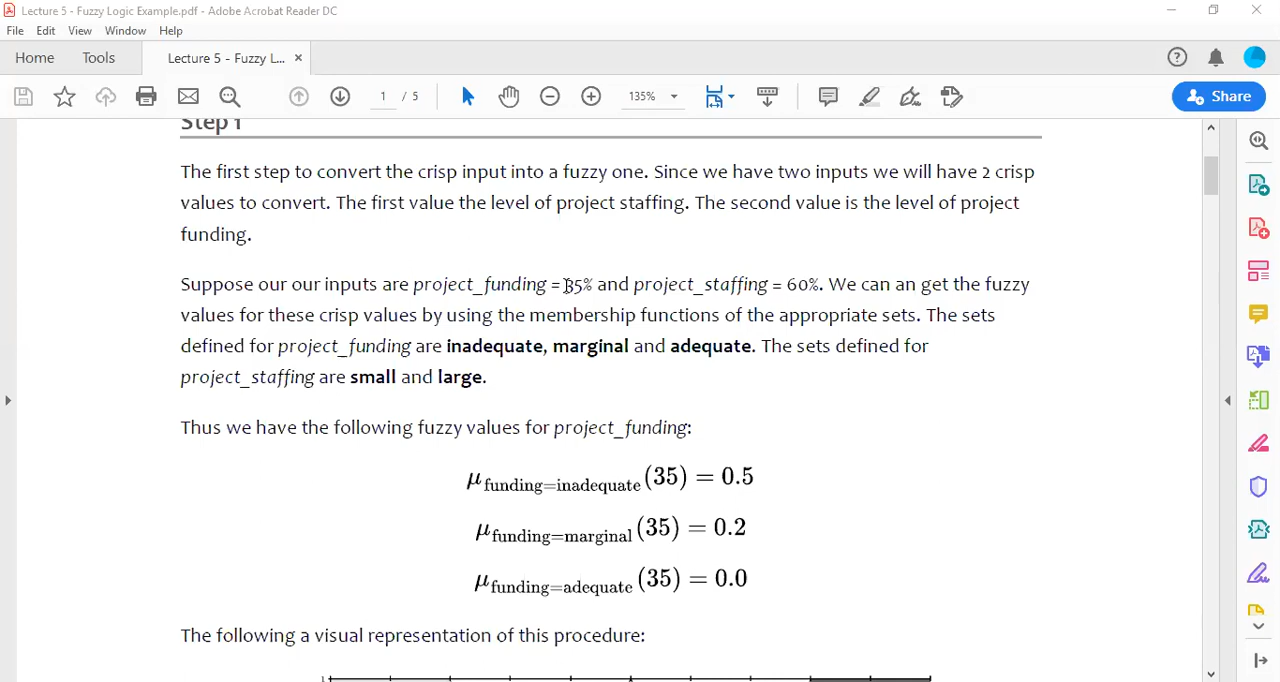 Lecture 5 - Fuzzy Logic Example.pdf - Adobe Acrobat Reader DC
File Edit View Window Help
Home Tools Lecture 5 - Fuzzy L... ×
1 / 5 135% Share
Step 1
The first step to convert the crisp input into a fuzzy one. Since we have two inputs we will have 2 crisp
values to convert. The first value the level of project staffing. The second value is the level of project
funding.
Suppose our our inputs are project_funding = 35% and project_staffing = 60%. We can an get the fuzzy
values for these crisp values by using the membership functions of the appropriate sets. The sets
defined for project_funding are inadequate, marginal and adequate. The sets defined for
project_staffing are small and large.
Thus we have the following fuzzy values for project_funding:
μ funding=inadequate (35) = 0.5
μ funding=marginal (35) = 0.2
μ funding=adequate (35) = 0.0
The following a visual representation of this procedure:
1